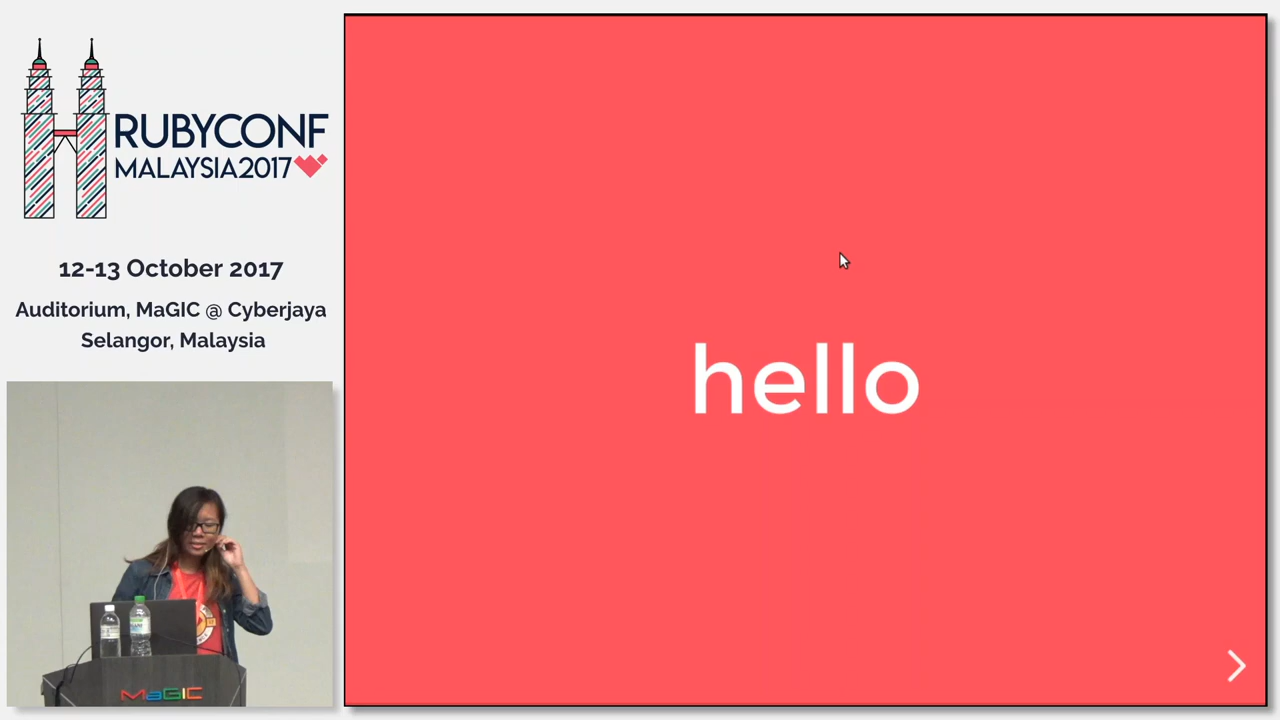 RUBYCONF
MALAYSIA2017
12-13 October 2017
Auditorium, MaGIC @ Cyberjaya
Selangor, Malaysia
hello
MaGIC